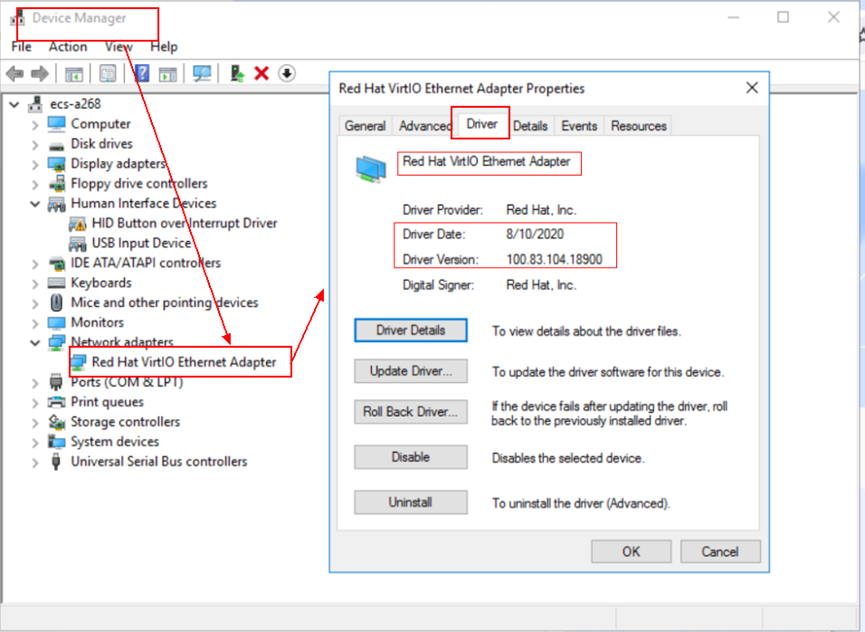 Device Manager
File Action View Help
ecs-a268
Computer
Disk drives
Display adapters
Floppy drive controllers
Human Interface Devices
HID Button over Interrupt Driver
USB Input Device
IDE ATA/ATAPI controllers
Keyboards
Mice and other pointing devices
Monitors
Network adapters
Red Hat VirtIO Ethernet Adapter
Ports (COM & LPT)
Print queues
Storage controllers
System devices
Universal Serial Bus controllers
Red Hat VirtIO Ethernet Adapter Properties
General Advanced Driver Details Events Resources
Red Hat VirtIO Ethernet Adapter
Driver Provider: Red Hat, Inc.
Driver Date: 8/10/2020
Driver Version: 100.83.104.18900
Digital Signer: Red Hat, Inc.
Driver Details To view details about the driver files.
Update Driver... To update the driver software for this device.
Roll Back Driver... If the device fails after updating the driver, roll
back to the previously installed driver.
Disable Disables the selected device.
Uninstall To uninstall the driver (Advanced).
OK Cancel